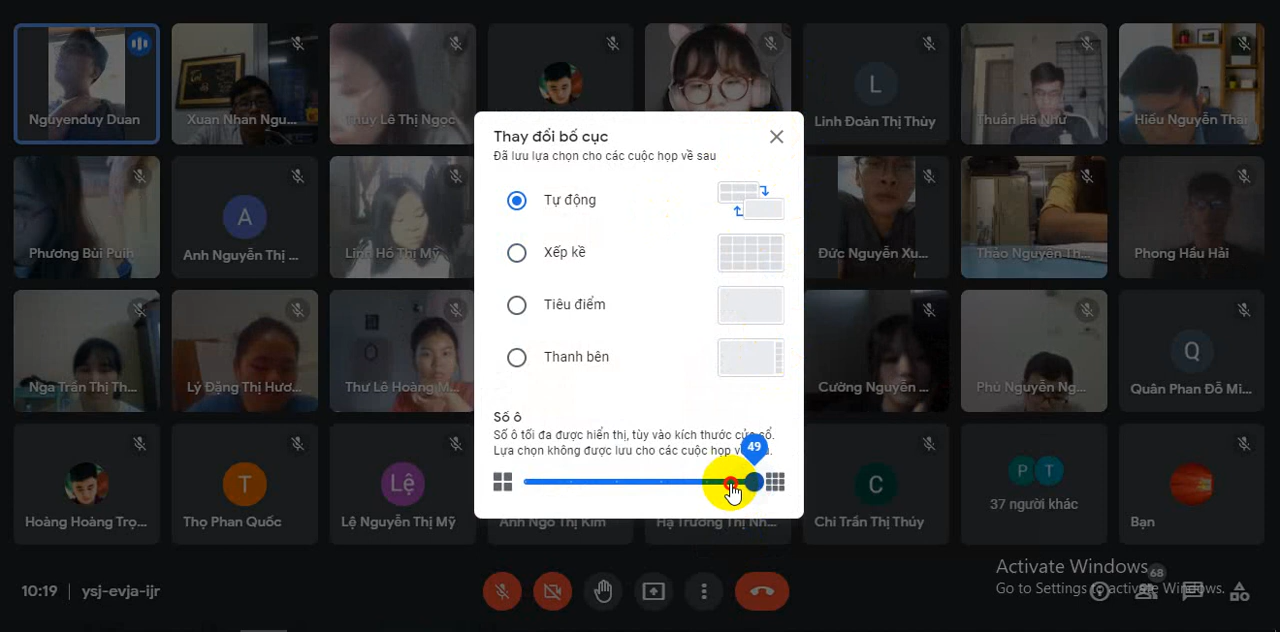 Nguyenduy Duan
Xuan Nhan Ngu...
Thuy Lê Thị Ngọc
L
Linh Đoàn Thị Thùy
Thuần Hà Như
Hiếu Nguyễn Thái
Phương Bùi Puih
A
Anh Nguyễn Thị ...
Linh Hồ Thị Mỹ
Đức Nguyễn Xu...
Thảo Nguyễn Th...
Phong Hầu Hải
Nga Trần Thị Th...
Lý Đặng Thị Hươ...
Thư Lê Hoàng M...
Cường Nguyễn ...
Phủ Nguyễn Ng...
Q
Quân Phan Đỗ Mi...
Hoàng Hoàng Trọ...
T
Thọ Phan Quốc
Lệ
Lệ Nguyễn Thị Mỹ
Anh Ngô Thị Kim
Hạ Trương Thị Nh...
C
Chi Trần Thị Thúy
P T
37 người khác
Bạn
Thay đổi bố cục
Đã lưu lựa chọn cho các cuộc họp về sau
Tự động
Xếp kề
Tiêu điểm
Thanh bên
Số ô
Số ô tối đa được hiển thị, tùy vào kích thước cửa sổ.
Lựa chọn không được lưu cho các cuộc họp
49
10:19 | ysj-evja-ijr
68
Activate Windows
Go to Settings to activate Windows.